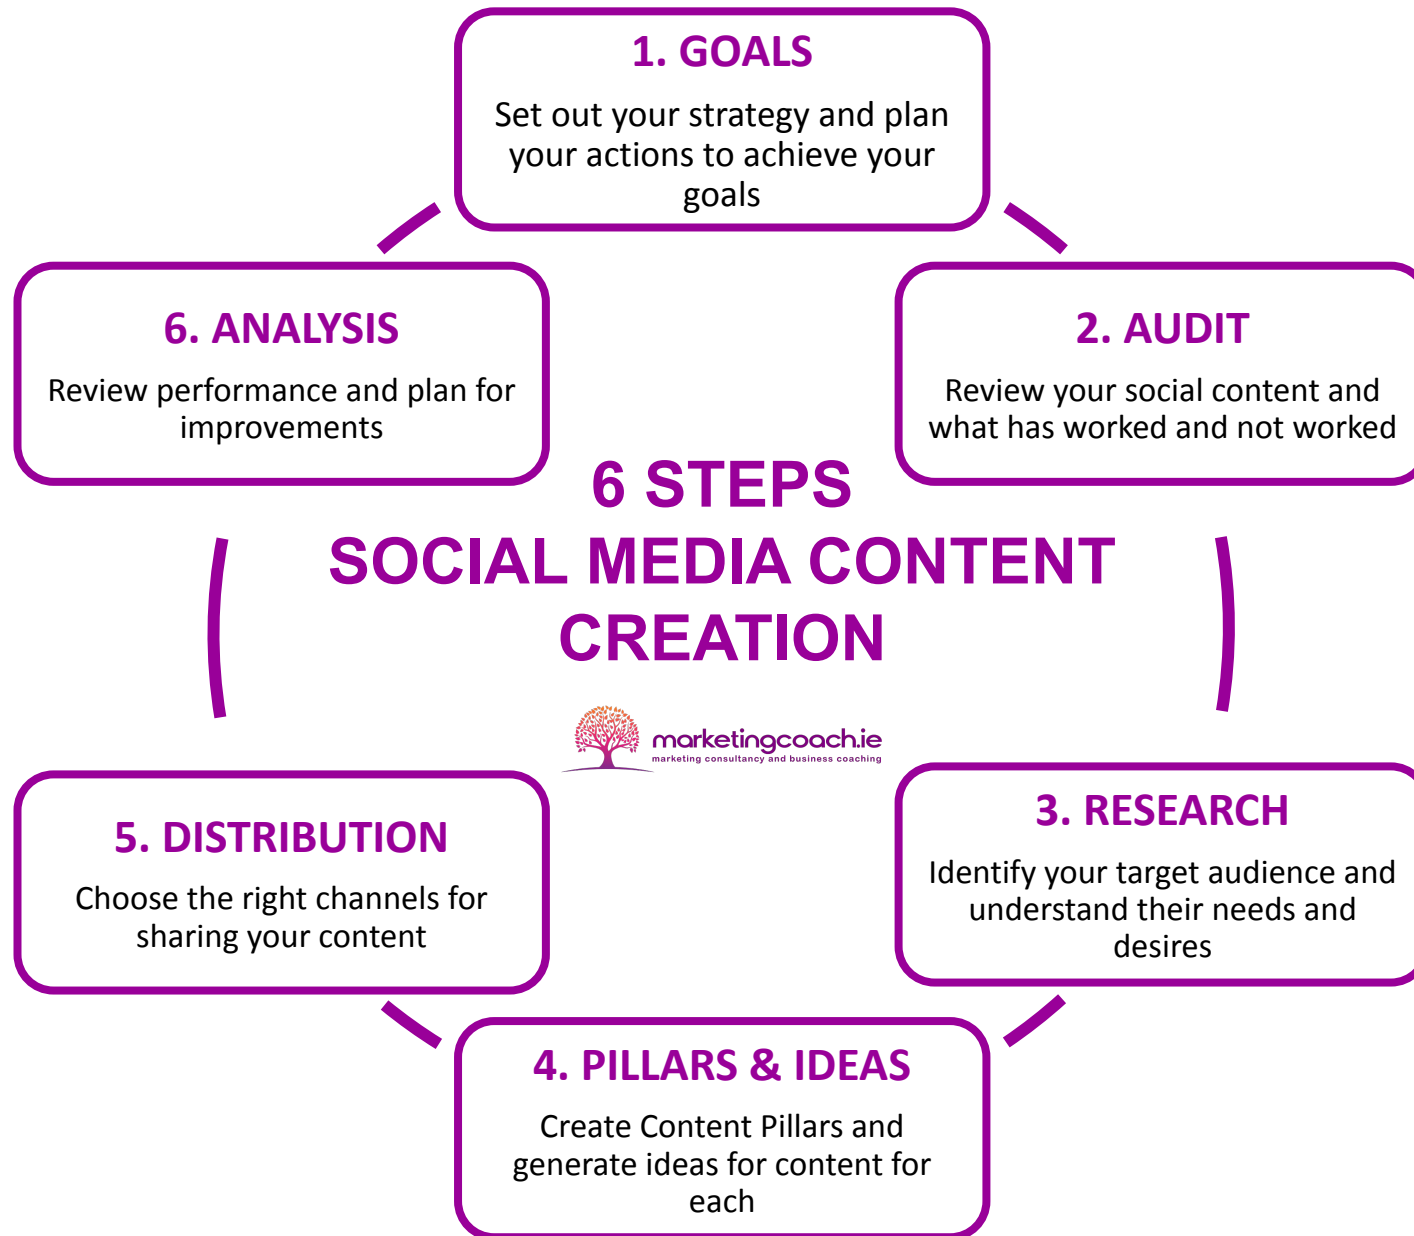 1. GOALS
Set out your strategy and plan
your actions to achieve your
goals
2. AUDIT
Review your social content and
what has worked and not worked
3. RESEARCH
Identify your target audience and
understand their needs and
desires
4. PILLARS & IDEAS
Create Content Pillars and
generate ideas for content for
each
5. DISTRIBUTION
Choose the right channels for
sharing your content
6. ANALYSIS
Review performance and plan for
improvements
6 STEPS
SOCIAL MEDIA CONTENT
CREATION
marketingcoach.ie
marketing consultancy and business coaching